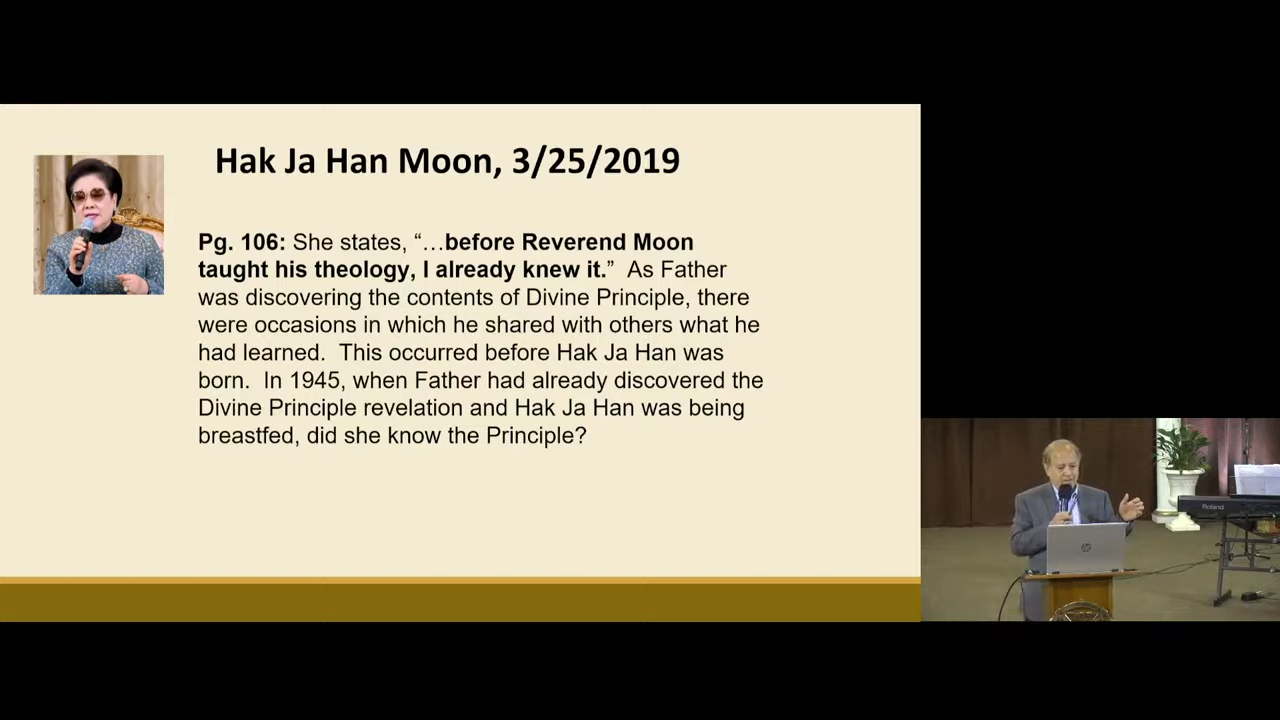 Hak Ja Han Moon, 3/25/2019
Pg. 106: She states, “…before Reverend Moon
taught his theology, I already knew it.”  As Father
was discovering the contents of Divine Principle, there
were occasions in which he shared with others what he
had learned.  This occurred before Hak Ja Han was
born.  In 1945, when Father had already discovered the
Divine Principle revelation and Hak Ja Han was being
breastfed, did she know the Principle?
Roland
hp